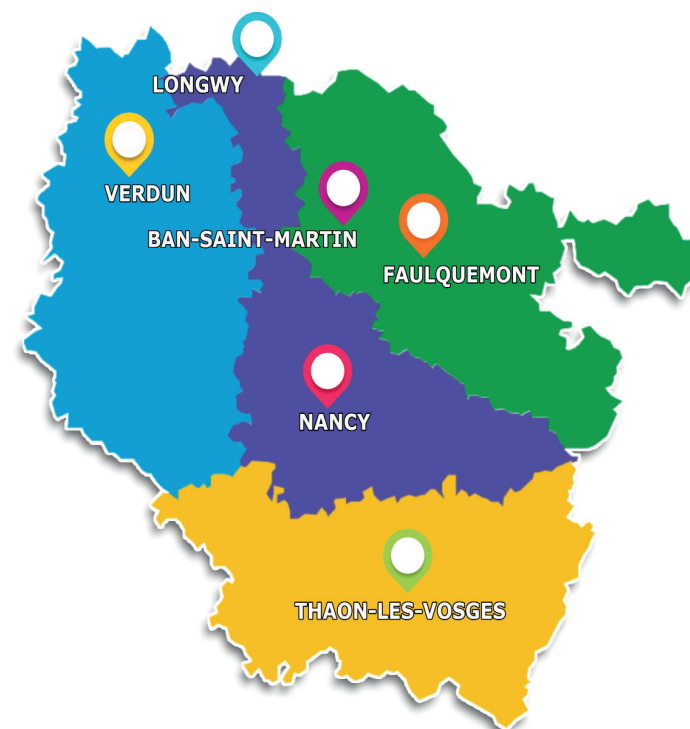 LONGWY
VERDUN
BAN-SAINT-MARTIN
FAULQUEMONT
NANCY
THAON-LES-VOSGES